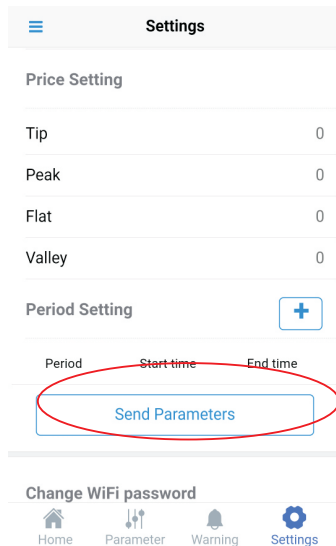 Settings
Price Setting
Tip 0
Peak 0
Flat 0
Valley 0
Period Setting +
Period Start time End time
Send Parameters
Change WiFi password
Home Parameter Warning Settings